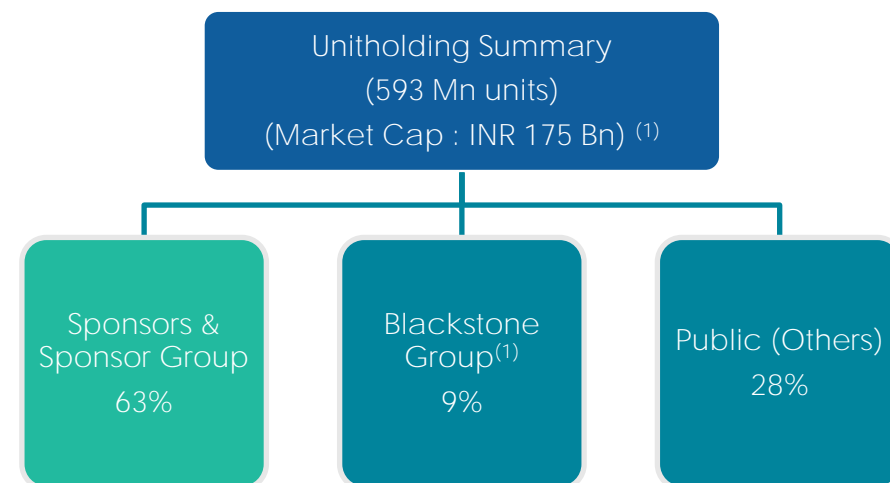 Unitholding Summary
(593 Mn units)
(Market Cap : INR 175 Bn) (1)
Sponsors &
Sponsor Group
63%
Blackstone
Group(1)
9%
Public (Others)
28%